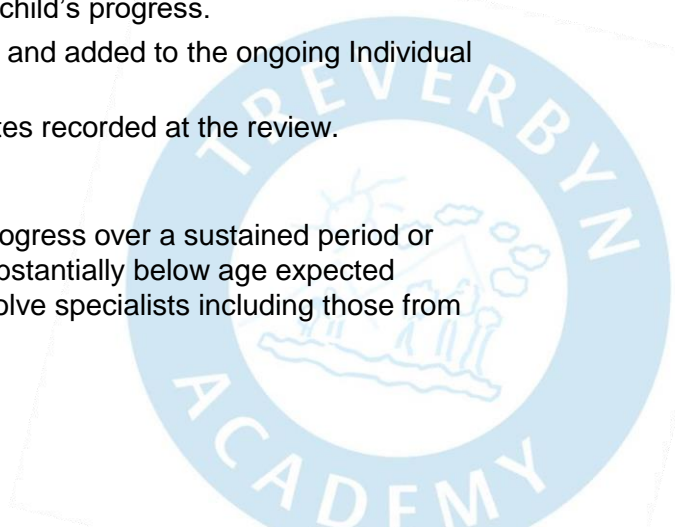 child's progress.
and added to the ongoing Individual
tes recorded at the review.
ogress over a sustained period or
bstantially below age expected
olve specialists including those from
TREVERBYN
ACADEMY